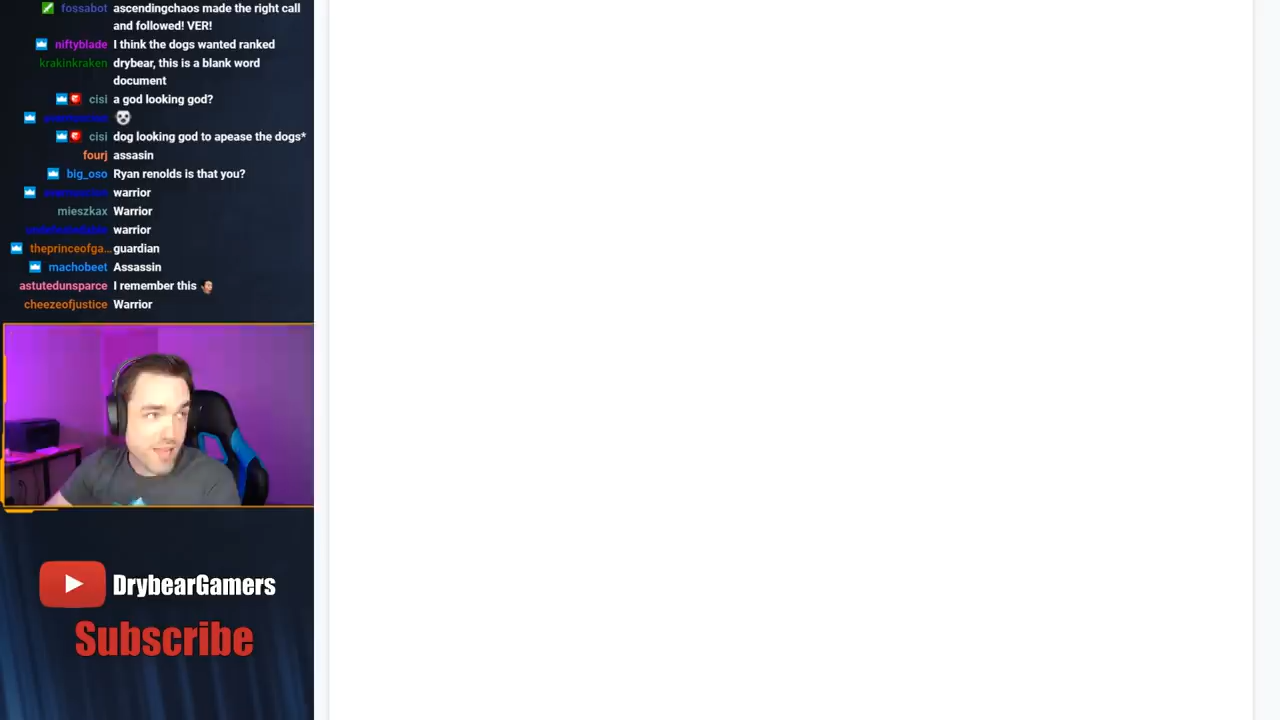 fossabot ascendingchaos made the right call
and followed! VER!
niftyblade I think the dogs wanted ranked
krakinkraken drybear, this is a blank word
document
cisi a god looking god?
cisi dog looking god to apease the dogs*
fourj assasin
big_oso Ryan renolds is that you?
warrior
mieszkax Warrior
warrior
theprinceofga... guardian
machobeet Assassin
astutedunsparce I remember this
cheezeofjustice Warrior
DrybearGamers
Subscribe